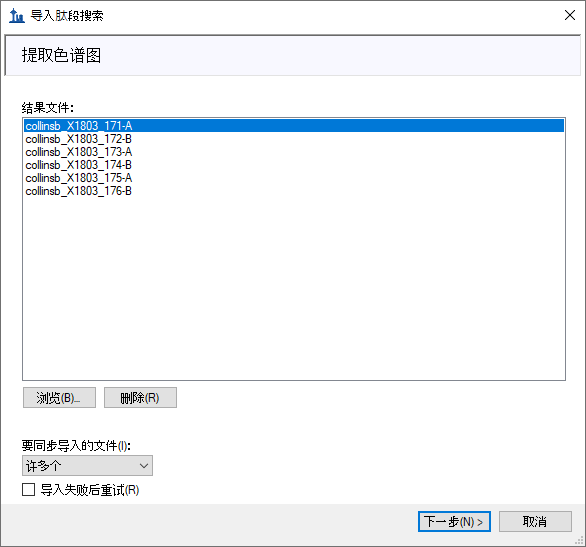 导入肽段搜索
提取色谱图
结果文件:
collinsb_X1803_171-A
collinsb_X1803_172-B
collinsb_X1803_173-A
collinsb_X1803_174-B
collinsb_X1803_175-A
collinsb_X1803_176-B
浏览(B)... 删除(R)
要同步导入的文件(I):
许多个
导入失败后重试(R)
下一步(N) > 取消